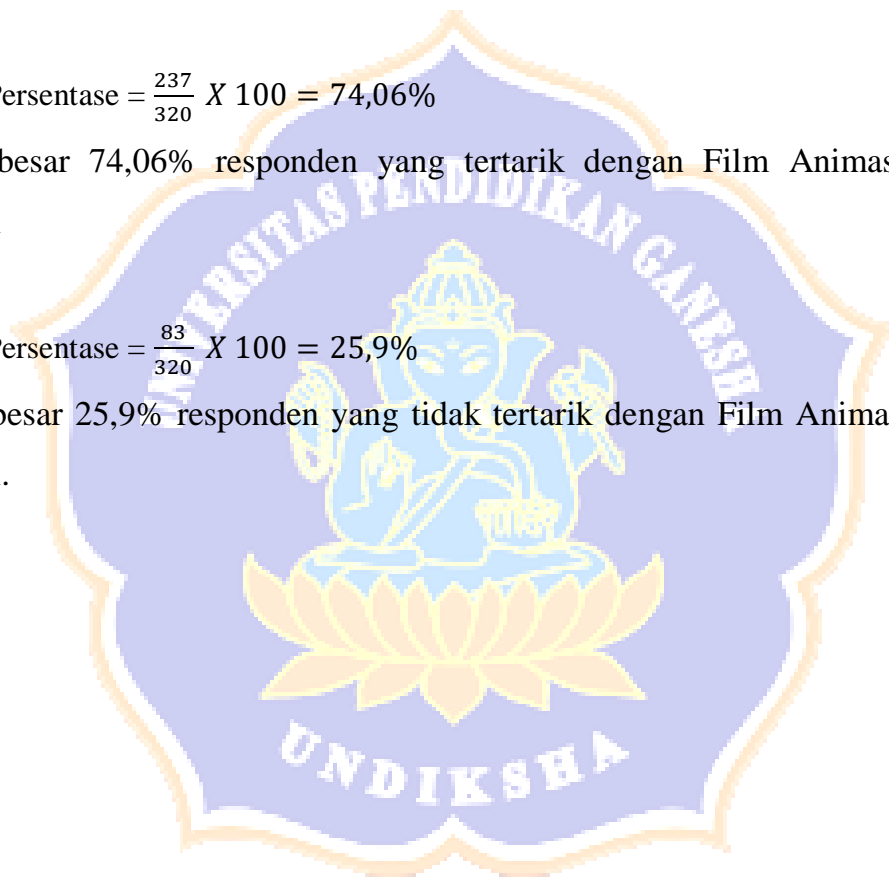 Persentase = 237/320 X 100 = 74,06%
besar 74,06% responden yang tertarik dengan Film Animas
UNIVERSITAS PENDIDIKAN GANESHA
Persentase = 83/320 X 100 = 25,9%
besar 25,9% responden yang tidak tertarik dengan Film Anima
UNDIKSHA